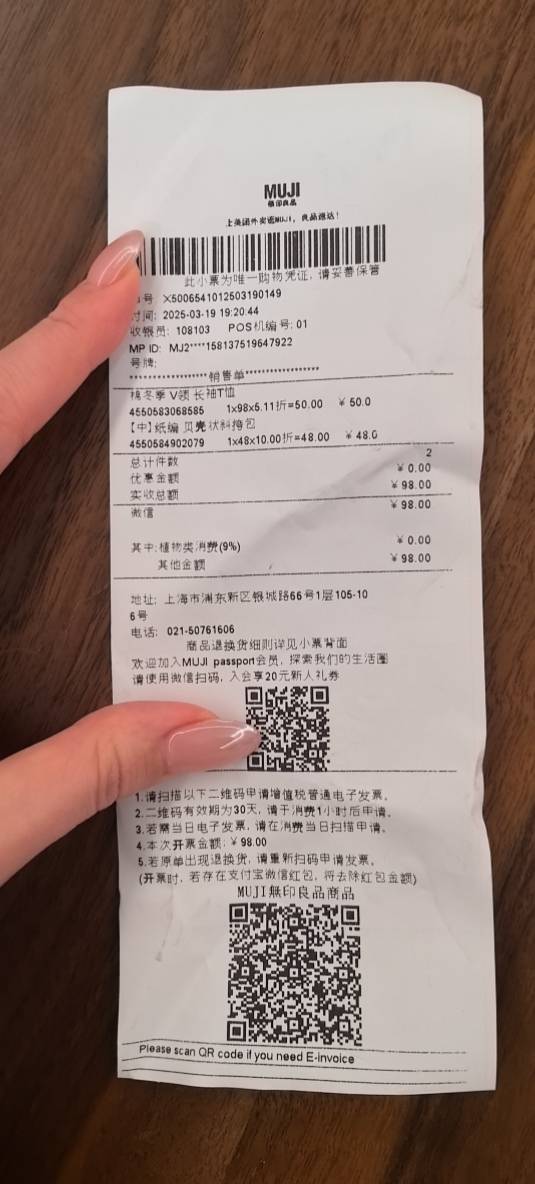 MUJI
無印良品
上美团外卖逛MUJI，良品速达！
此小票为唯一购物凭证，请妥善保管
号: X5006541012503190149
时间: 2025-03-19 19:20:44
收银员: 108103 POS机编号: 01
MP ID: MJ2****158137519647922
号牌:
******************销售单******************
棉冬季 V领 长袖T恤
4550583068585 1x98x5.11折=50.00 ￥50.0
【中】纸编 贝壳状斜挎包
4550584902079 1x48x10.00折=48.00 ￥48.0
总计件数 2
优惠金额 ￥0.00
实收总额 ￥98.00
微信 ￥98.00
其中:植物类消费(9%) ￥0.00
其他金额 ￥98.00
地址: 上海市浦东新区银城路66号1层105-10
6号
电话: 021-50761606
商品退换货细则详见小票背面
欢迎加入MUJI passport会员，探索我们的生活圈
请使用微信扫码，入会享20元新人礼券
1.请扫描以下二维码申请增值税普通电子发票。
2.二维码有效期为30天，请于消费1小时后申请。
3.若需当日电子发票，请在消费当日扫描申请。
4.本次开票金额:￥98.00
5.若原单出现退换货，请重新扫码申请发票。
(开票时，若存在支付宝微信红包，将去除红包金额)
MUJI無印良品商品
Please scan QR code if you need E-invoice